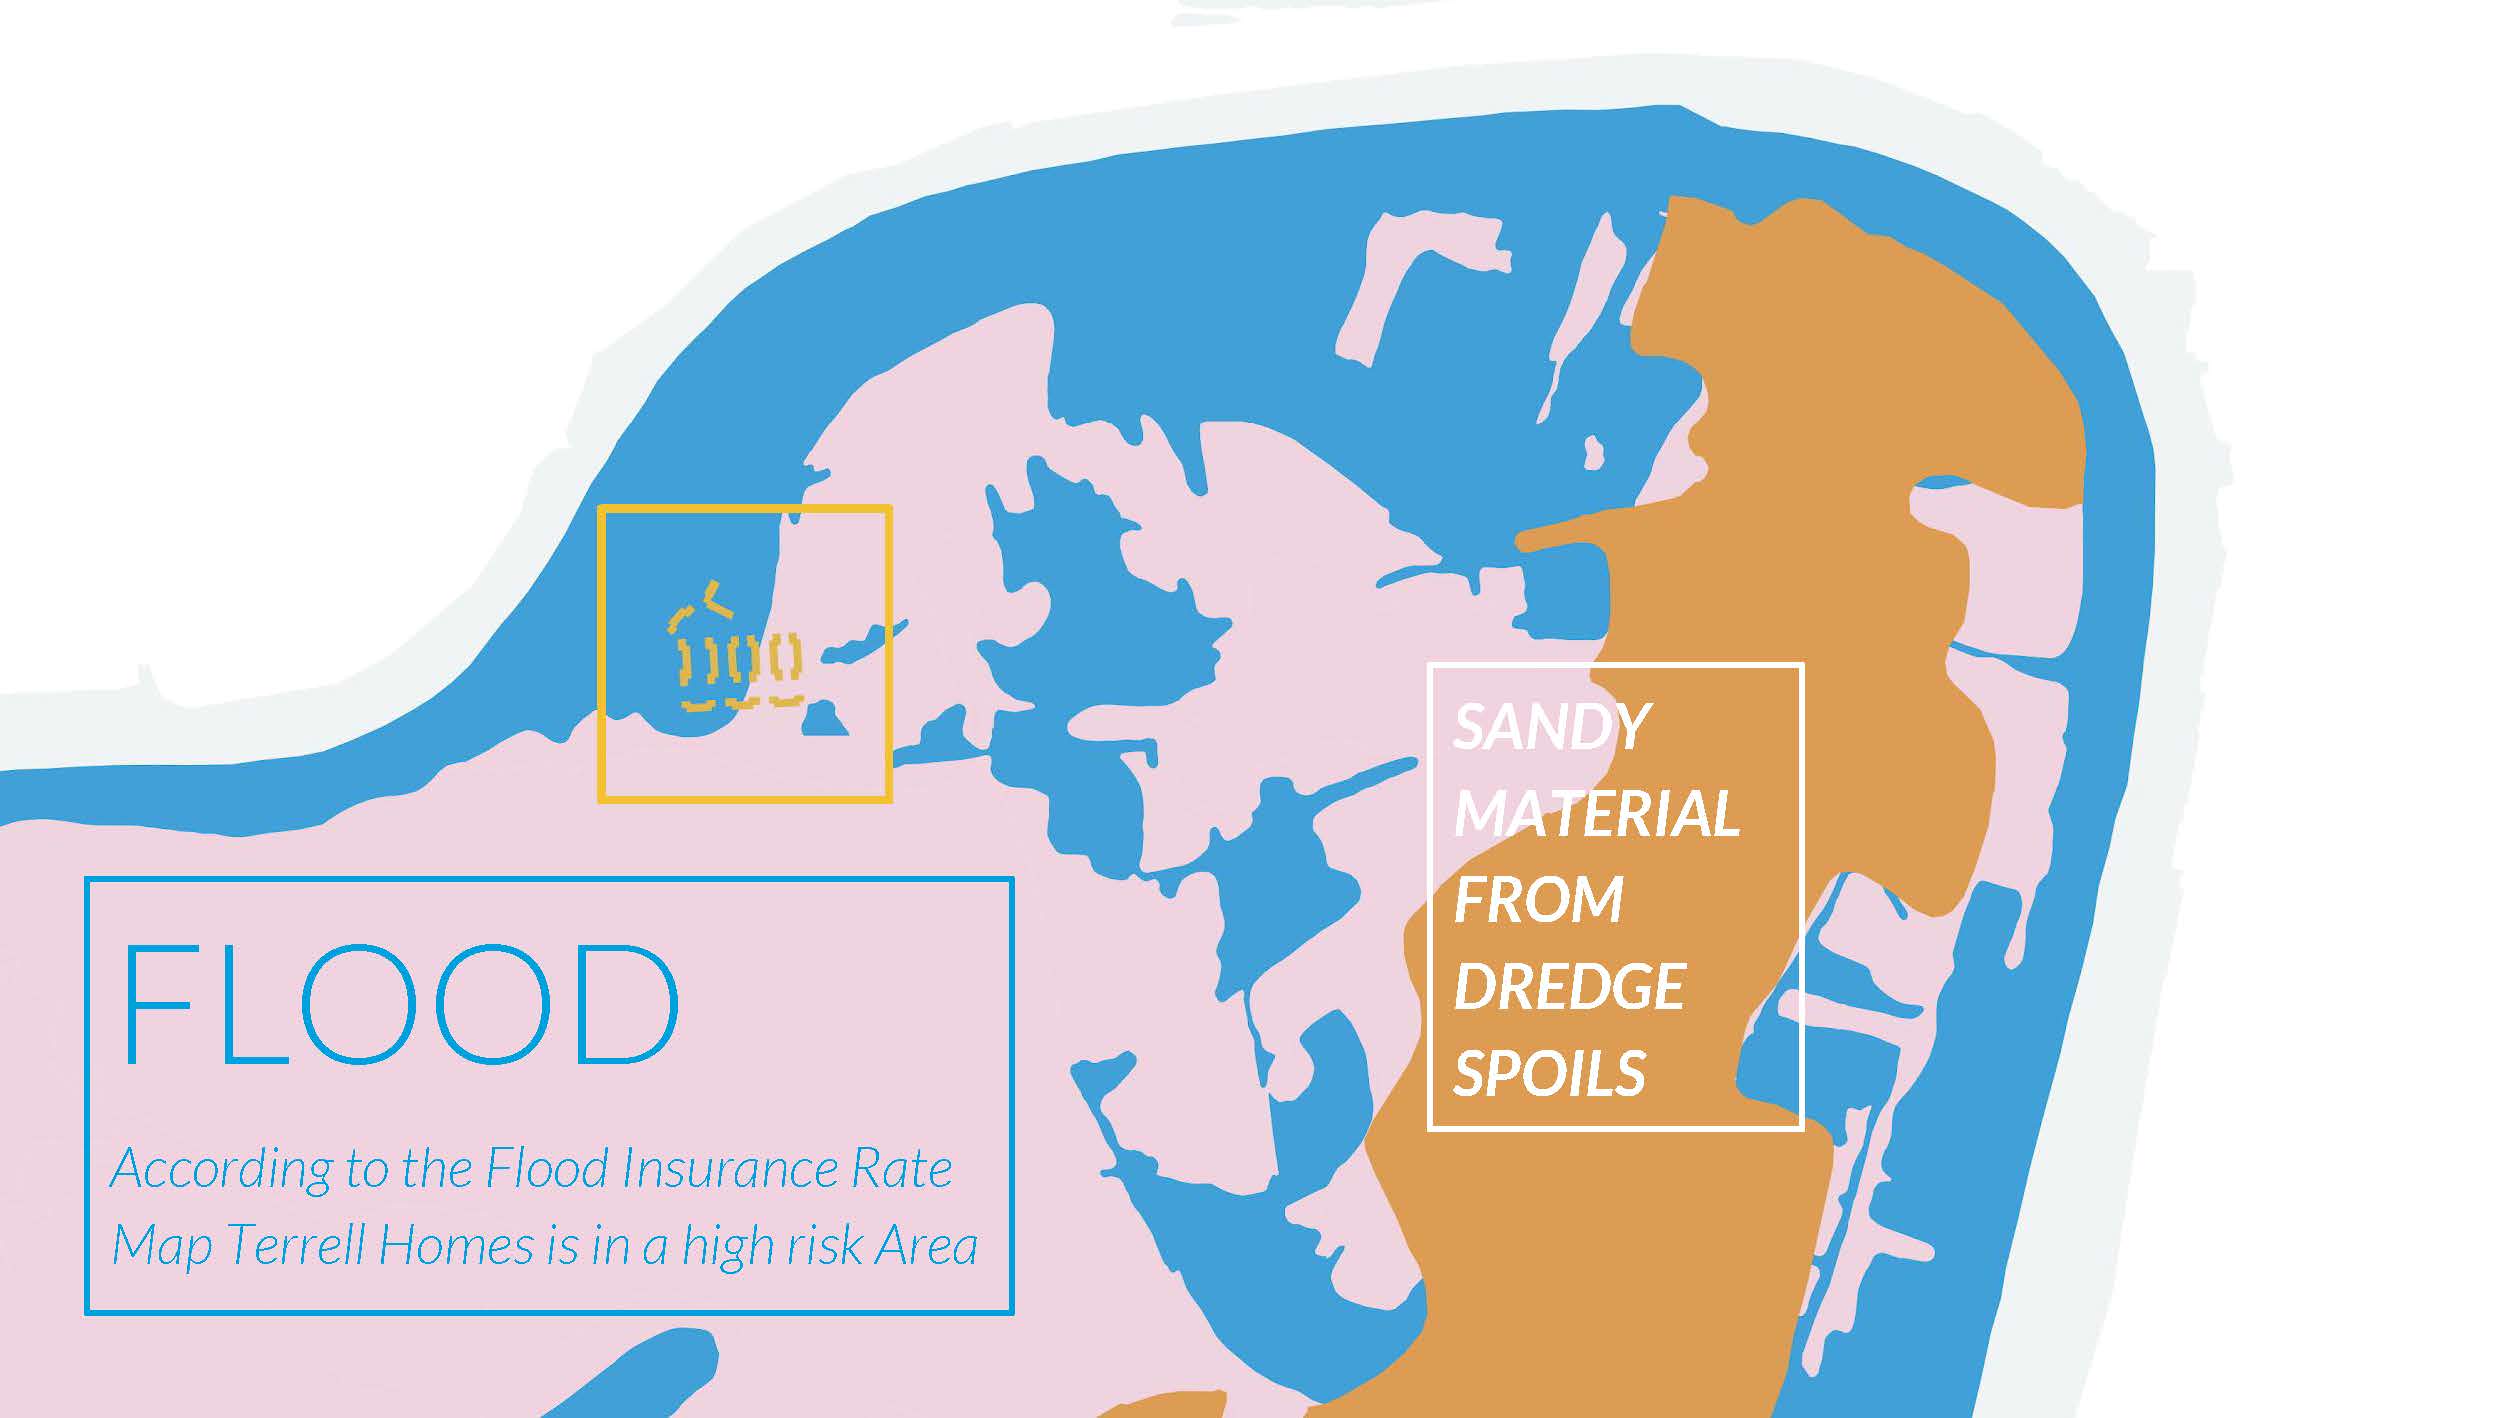 SANDY
MATERIAL
FROM
DREDGE
SPOILS
FLOOD
According to the Flood Insurance Rate
Map Terrell Homes is in a high risk Area